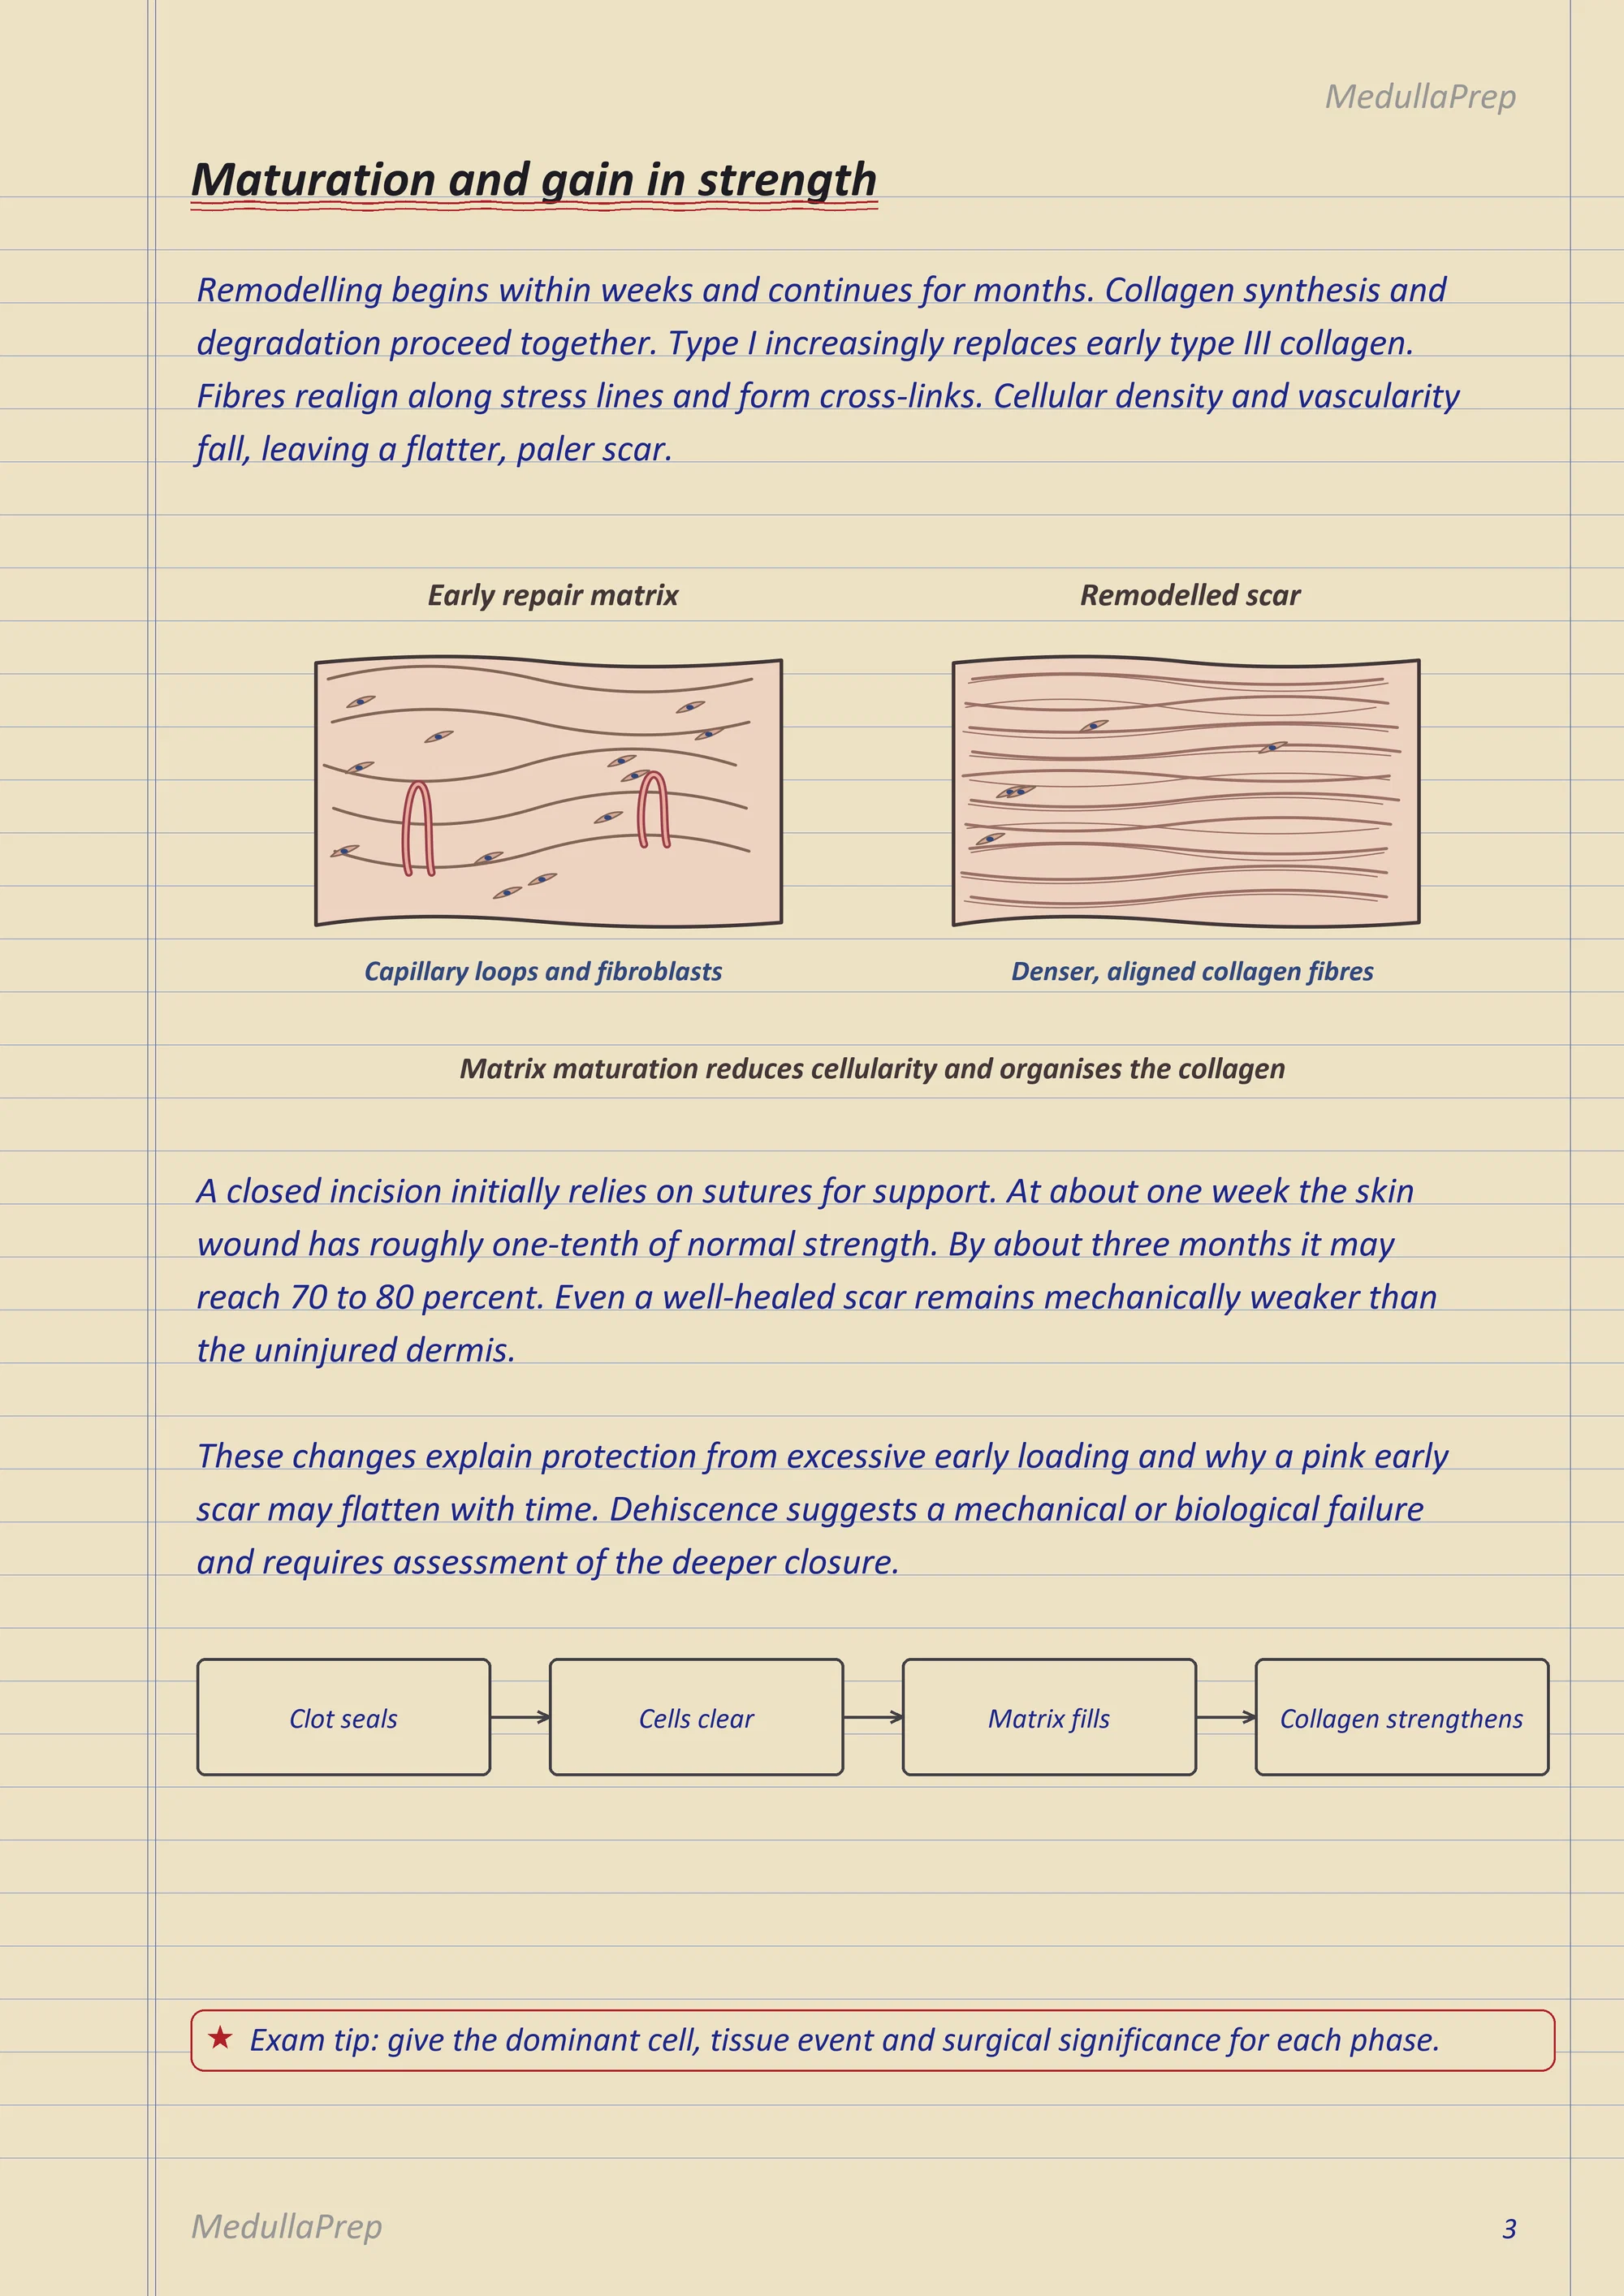 MedullaPrep
Maturation and gain in strength
Remodelling begins within weeks and continues for months. Collagen synthesis and
degradation proceed together. Type I increasingly replaces early type III collagen.
Fibres realign along stress lines and form cross-links. Cellular density and vascularity
fall, leaving a flatter, paler scar.
Early repair matrix
Remodelled scar
Capillary loops and fibroblasts
Denser, aligned collagen fibres
Matrix maturation reduces cellularity and organises the collagen
A closed incision initially relies on sutures for support. At about one week the skin
wound has roughly one-tenth of normal strength. By about three months it may
reach 70 to 80 percent. Even a well-healed scar remains mechanically weaker than
the uninjured dermis.
These changes explain protection from excessive early loading and why a pink early
scar may flatten with time. Dehiscence suggests a mechanical or biological failure
and requires assessment of the deeper closure.
Clot seals
Cells clear
Matrix fills
Collagen strengthens
★ Exam tip: give the dominant cell, tissue event and surgical significance for each phase.
MedullaPrep
3